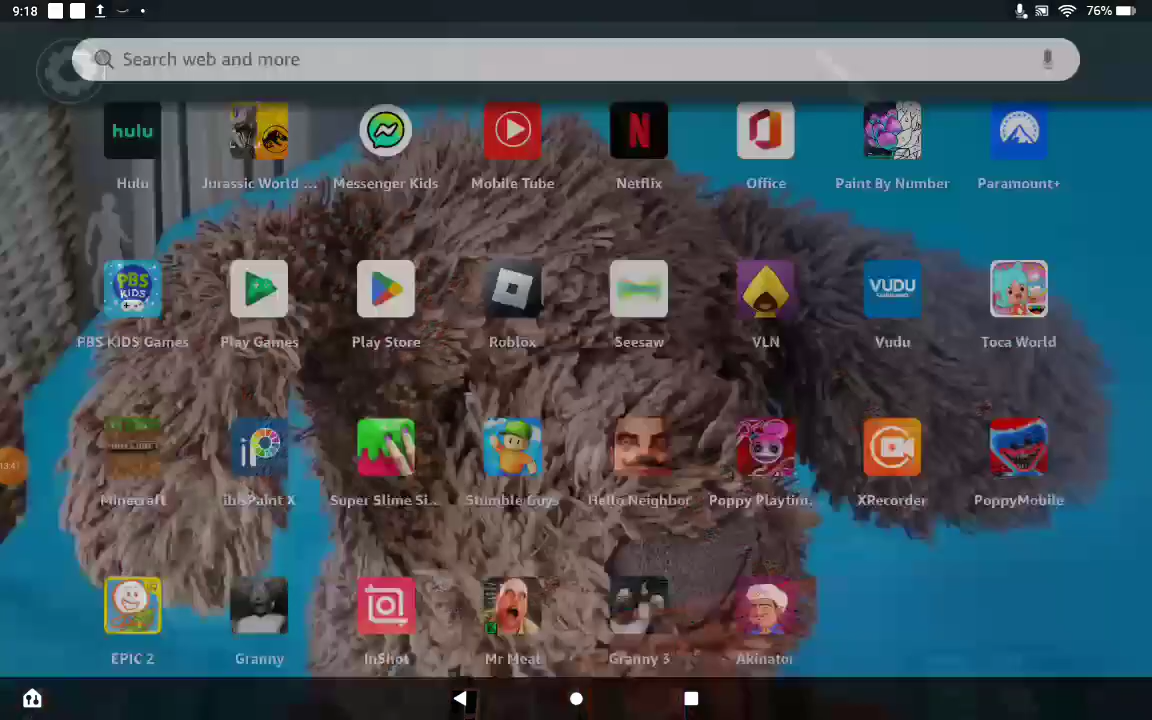 9:18
76%
Search web and more
hulu
Hulu
Jurassic World ...
Messenger Kids
Mobile Tube
Netflix
Office
Paint By Number
Paramount+
PBS KIDS
PBS KIDS Games
Play Games
Play Store
Roblox
Seesaw
VLN
VUDU
Vudu
Toca World
13:41
Minecraft
ibisPaint X
Super Slime Si...
Stumble Guys
Hello Neighbor
Poppy Playtim...
XRecorder
PoppyMobile
EPIC 2
Granny
InShot
Mr Meat
Granny 3
Akinator